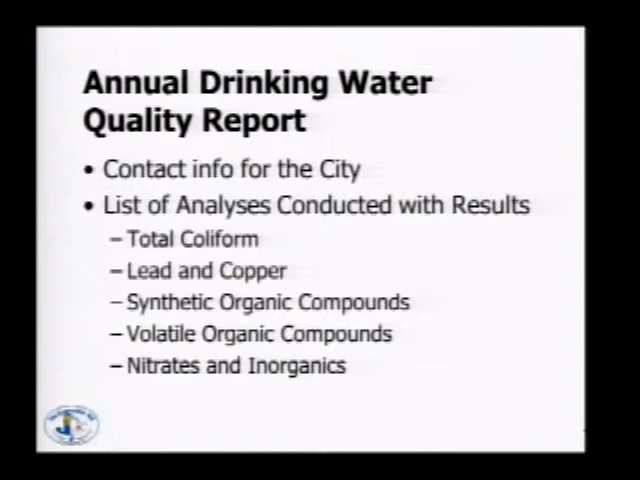 Annual Drinking Water
Quality Report
• Contact info for the City
• List of Analyses Conducted with Results
– Total Coliform
– Lead and Copper
– Synthetic Organic Compounds
– Volatile Organic Compounds
– Nitrates and Inorganics